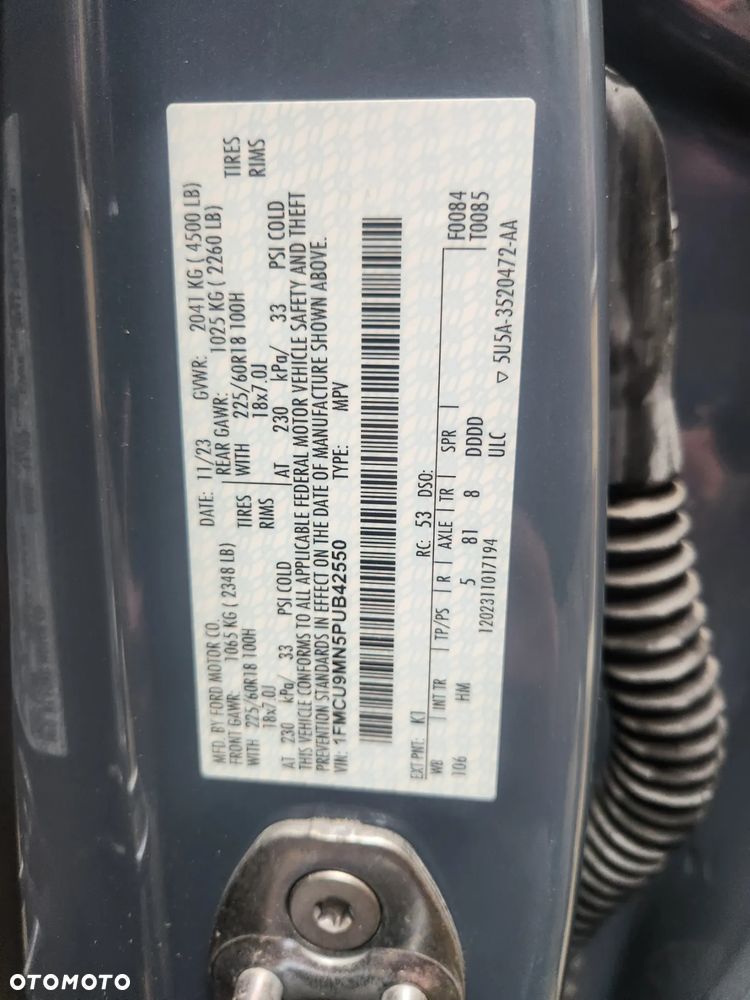 MFD. BY FORD MOTOR CO. DATE: 11/23 GVWR: 2041 KG ( 4500 LB)
FRONT GAWR: 1065 KG ( 2348 LB) REAR GAWR: 1025 KG ( 2260 LB)
WITH 225/60R18 100H TIRES WITH 225/60R18 100H TIRES
18x7.0J RIMS 18x7.0J RIMS
AT 230 kPa/ 33 PSI COLD AT 230 kPa/ 33 PSI COLD
THIS VEHICLE CONFORMS TO ALL APPLICABLE FEDERAL MOTOR VEHICLE SAFETY AND THEFT
PREVENTION STANDARDS IN EFFECT ON THE DATE OF MANUFACTURE SHOWN ABOVE.
VIN: 1FMCU9MN5PUB42550 TYPE: MPV
EXT PNT: K1 RC: 53 DSO: F0084
WB INT TR TP/PS R AXLE TR SPR T0085
106 HM 5 81 8 DDDD
1202311017194 ULC ▽ 5U5A-3520472-AA
OTOMOTO